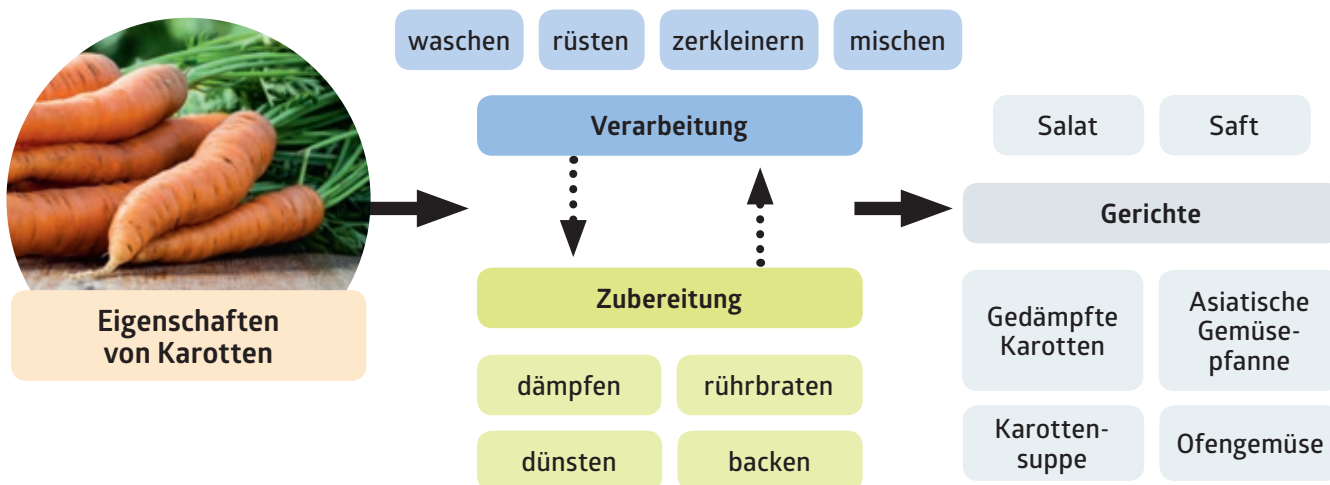 waschen rüsten zerkleinern mischen
Verarbeitung
Salat Saft
Gerichte
Zubereitung
Eigenschaften
von Karotten
Gedämpfte
Karotten
Asiatische
Gemüse-
pfanne
dämpfen rührbraten
dünsten backen
Karotten-
suppe
Ofengemüse